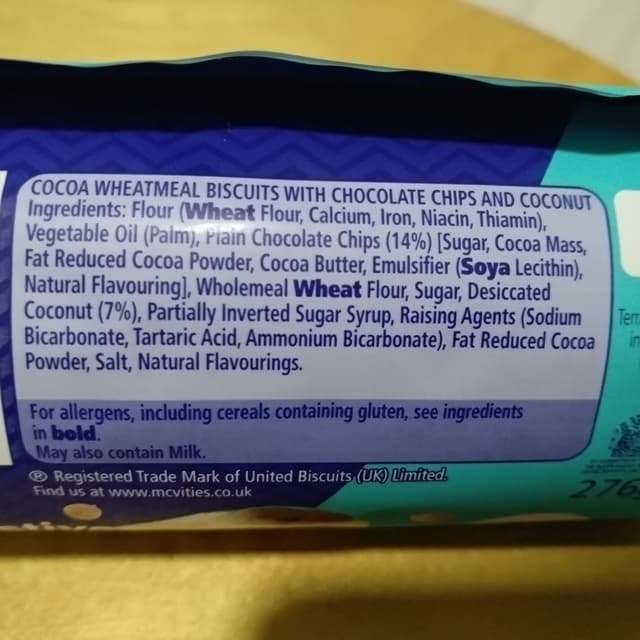 COCOA WHEATMEAL BISCUITS WITH CHOCOLATE CHIPS AND COCONUT
Ingredients: Flour (Wheat Flour, Calcium, Iron, Niacin, Thiamin),
Vegetable Oil (Palm), Plain Chocolate Chips (14%) [Sugar, Cocoa Mass,
Fat Reduced Cocoa Powder, Cocoa Butter, Emulsifier (Soya Lecithin),
Natural Flavouring], Wholemeal Wheat Flour, Sugar, Desiccated
Coconut (7%), Partially Inverted Sugar Syrup, Raising Agents (Sodium
Bicarbonate, Tartaric Acid, Ammonium Bicarbonate), Fat Reduced Cocoa
Powder, Salt, Natural Flavourings.
For allergens, including cereals containing gluten, see ingredients
in bold.
May also contain Milk.
® Registered Trade Mark of United Biscuits (UK) Limited.
Find us at www.mcvities.co.uk
276